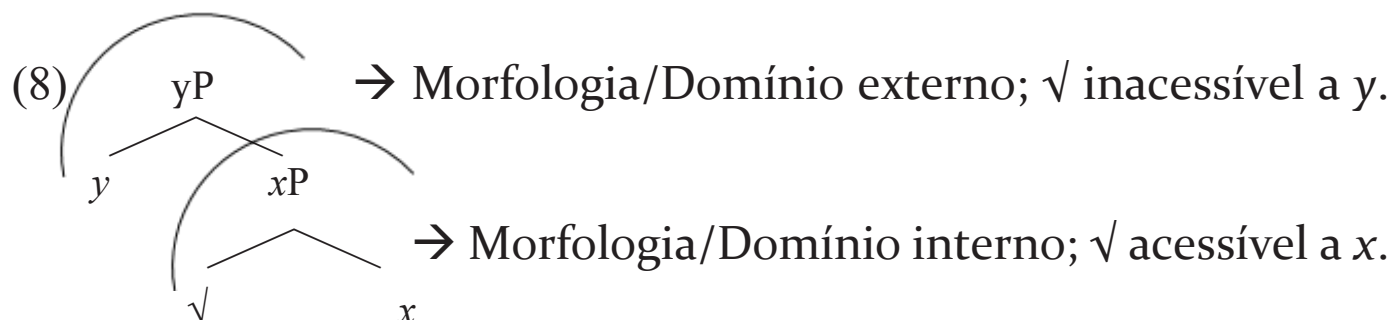 (8) yP → Morfologia/Domínio externo; √ inacessível a y.
y xP
→ Morfologia/Domínio interno; √ acessível a x.
√ x